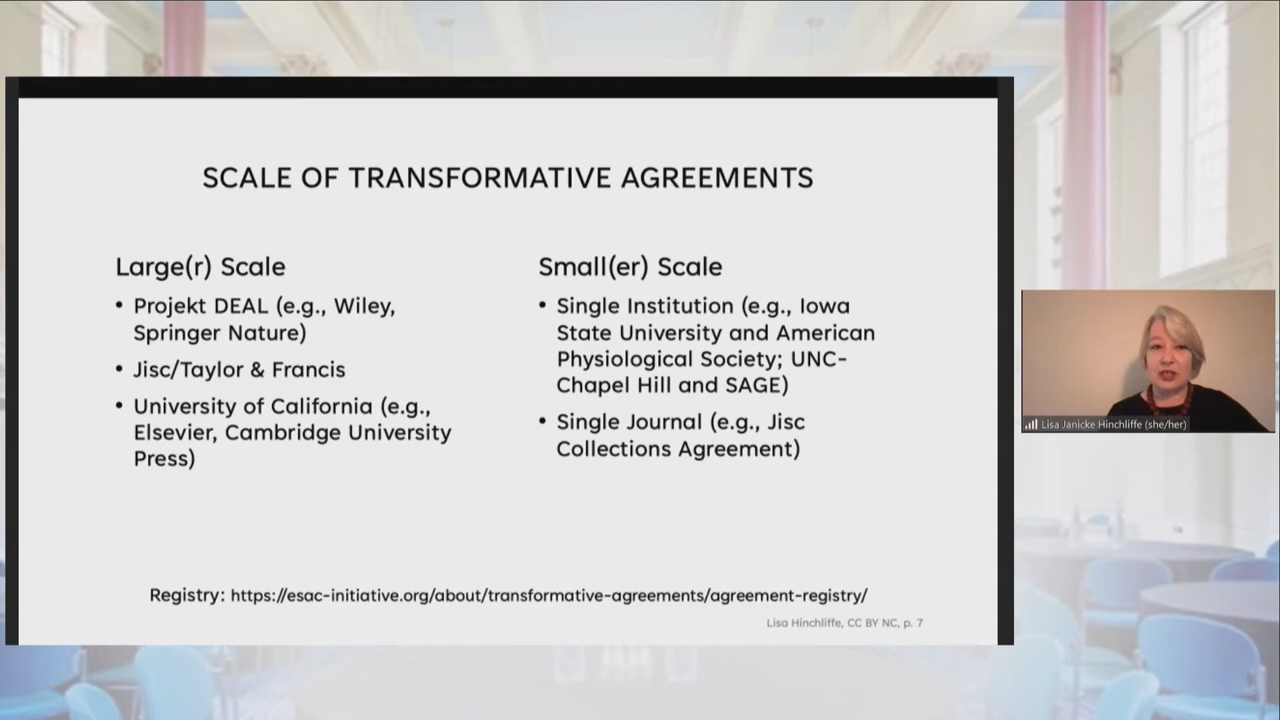 SCALE OF TRANSFORMATIVE AGREEMENTS
Large(r) Scale
• Projekt DEAL (e.g., Wiley,
Springer Nature)
• Jisc/Taylor & Francis
• University of California (e.g.,
Elsevier, Cambridge University
Press)
Small(er) Scale
• Single Institution (e.g., Iowa
State University and American
Physiological Society; UNC-
Chapel Hill and SAGE)
• Single Journal (e.g., Jisc
Collections Agreement)
Registry: https://esac-initiative.org/about/transformative-agreements/agreement-registry/
Lisa Hinchliffe, CC BY NC, p. 7
Lisa Janicke Hinchliffe (she/her)